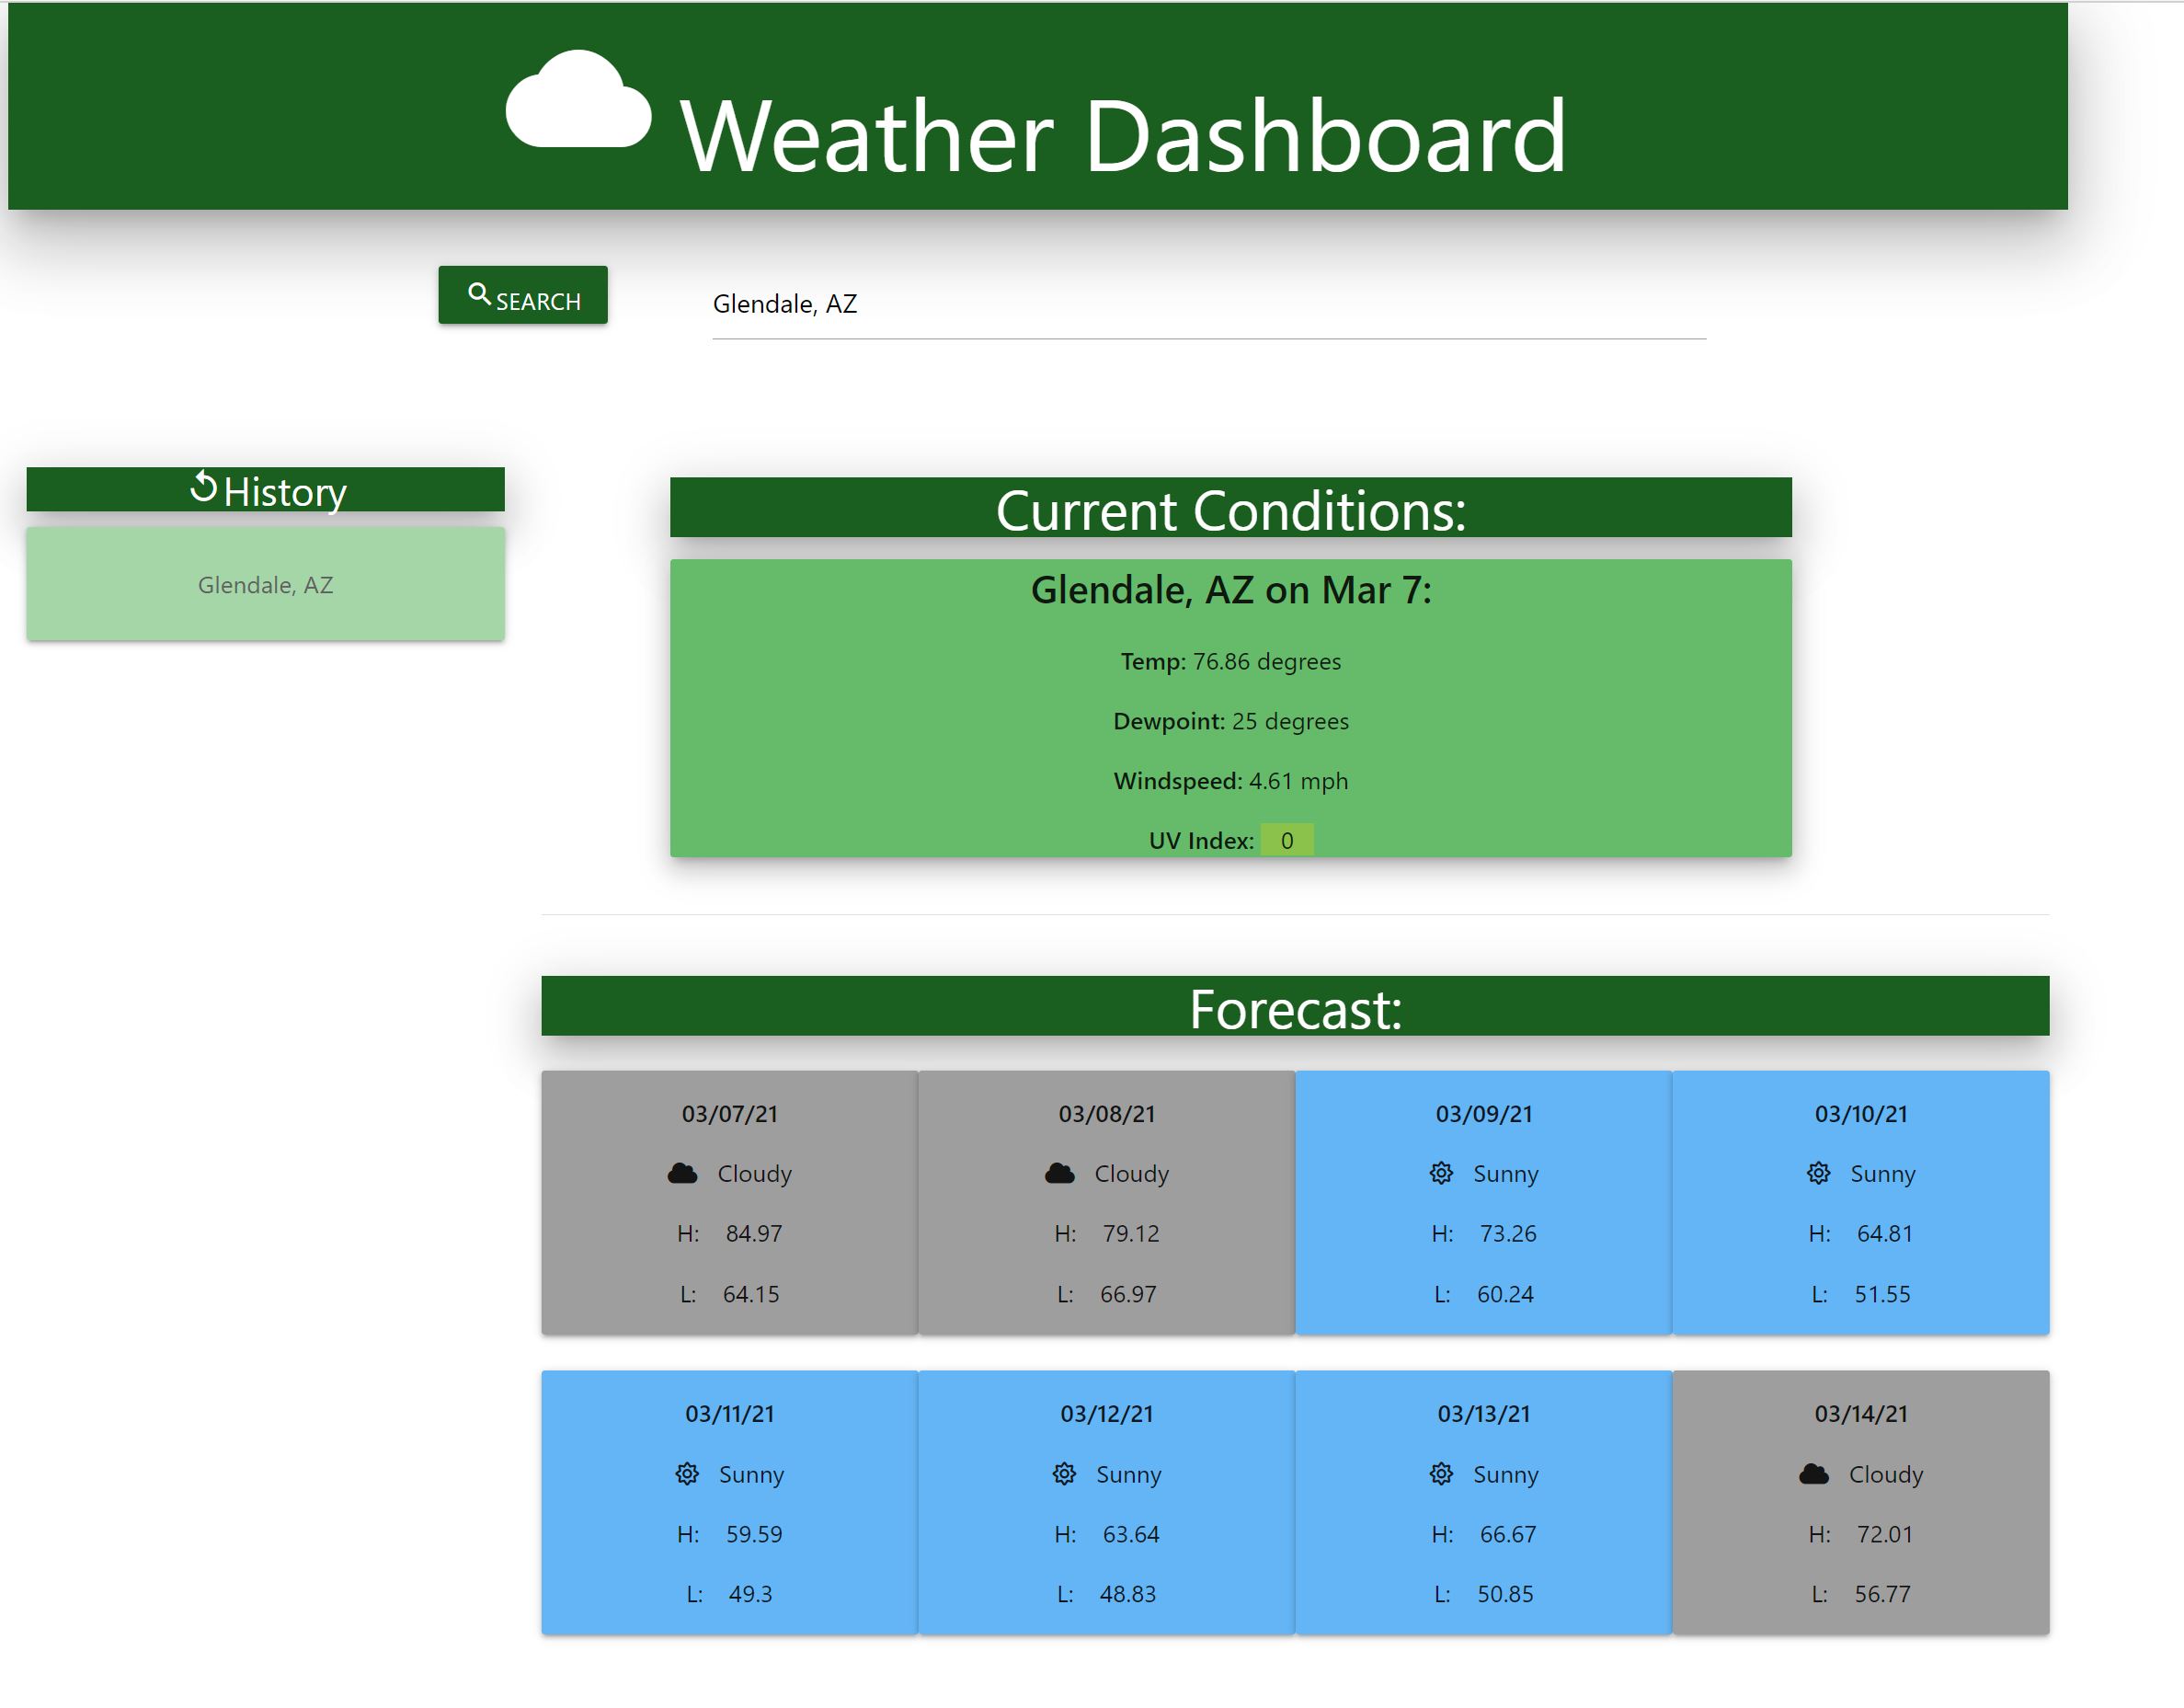 Weather Dashboard
SEARCH
Glendale, AZ
History
Glendale, AZ
Current Conditions:
Glendale, AZ on Mar 7:
Temp: 76.86 degrees
Dewpoint: 25 degrees
Windspeed: 4.61 mph
UV Index: 0
Forecast:
03/07/21
Cloudy
H: 84.97
L: 64.15
03/08/21
Cloudy
H: 79.12
L: 66.97
03/09/21
Sunny
H: 73.26
L: 60.24
03/10/21
Sunny
H: 64.81
L: 51.55
03/11/21
Sunny
H: 59.59
L: 49.3
03/12/21
Sunny
H: 63.64
L: 48.83
03/13/21
Sunny
H: 66.67
L: 50.85
03/14/21
Cloudy
H: 72.01
L: 56.77